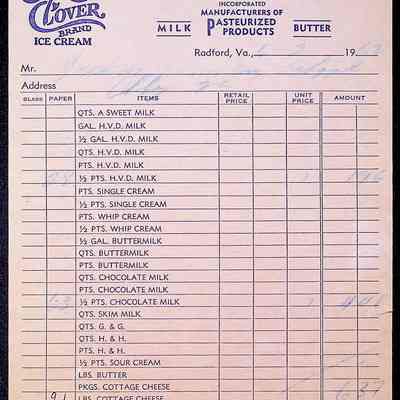 CLOVER
BRAND
ICE CREAM
INCORPORATED
MANUFACTURERS OF
MILK PASTEURIZED PRODUCTS BUTTER
Radford, Va., 19
Mr.
Address
GLASS PAPER ITEMS RETAIL PRICE UNIT PRICE AMOUNT
QTS. A SWEET MILK
GAL. H.V.D. MILK
½ GAL. H.V.D. MILK
QTS. H.V.D. MILK
PTS. H.V.D. MILK
½ PTS. H.V.D. MILK
PTS. SINGLE CREAM
½ PTS. SINGLE CREAM
PTS. WHIP CREAM
½ PTS. WHIP CREAM
½ GAL. BUTTERMILK
QTS. BUTTERMILK
PTS. BUTTERMILK
QTS. CHOCOLATE MILK
PTS. CHOCOLATE MILK
½ PTS. CHOCOLATE MILK
QTS. SKIM MILK
QTS. G. & G.
QTS. H. & H.
PTS. H. & H.
½ PTS. SOUR CREAM
LBS. BUTTER
PKGS. COTTAGE CHEESE 637
91 LBS. COTTAGE CHEESE